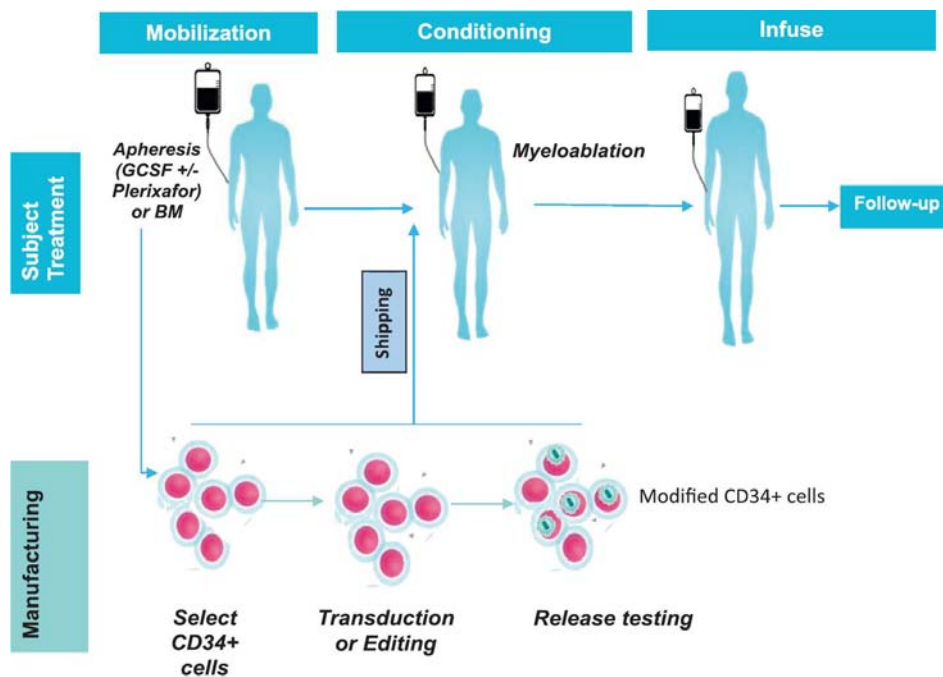 Mobilization
Conditioning
Infuse
Apheresis
(GCSF +/-
Plerixafor)
or BM
Myeloablation
Subject
Treatment
Follow-up
Shipping
Manufacturing
Modified CD34+ cells
Select
CD34+
cells
Transduction
or Editing
Release testing